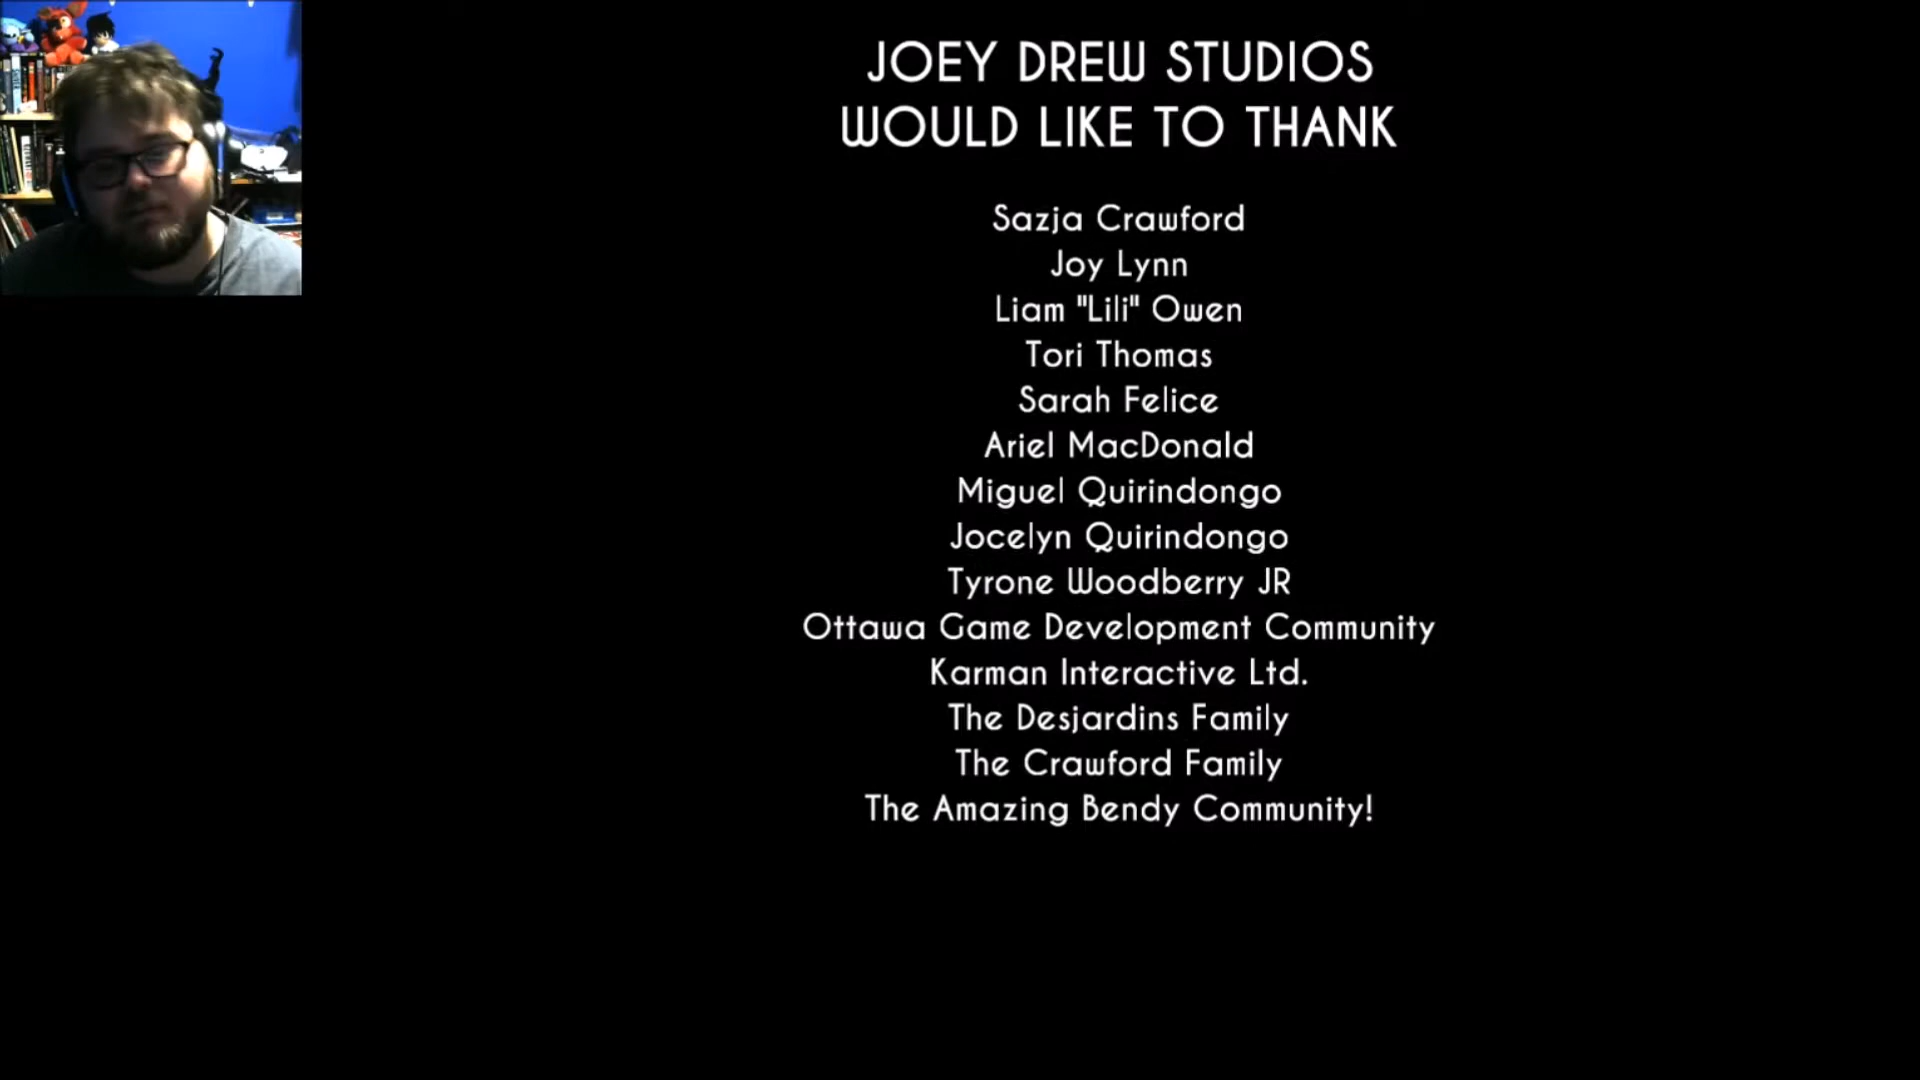 JOEY DREW STUDIOS
WOULD LIKE TO THANK
Sazja Crawford
Joy Lynn
Liam "Lili" Owen
Tori Thomas
Sarah Felice
Ariel MacDonald
Miguel Quirindongo
Jocelyn Quirindongo
Tyrone Woodberry JR
Ottawa Game Development Community
Karman Interactive Ltd.
The Desjardins Family
The Crawford Family
The Amazing Bendy Community!